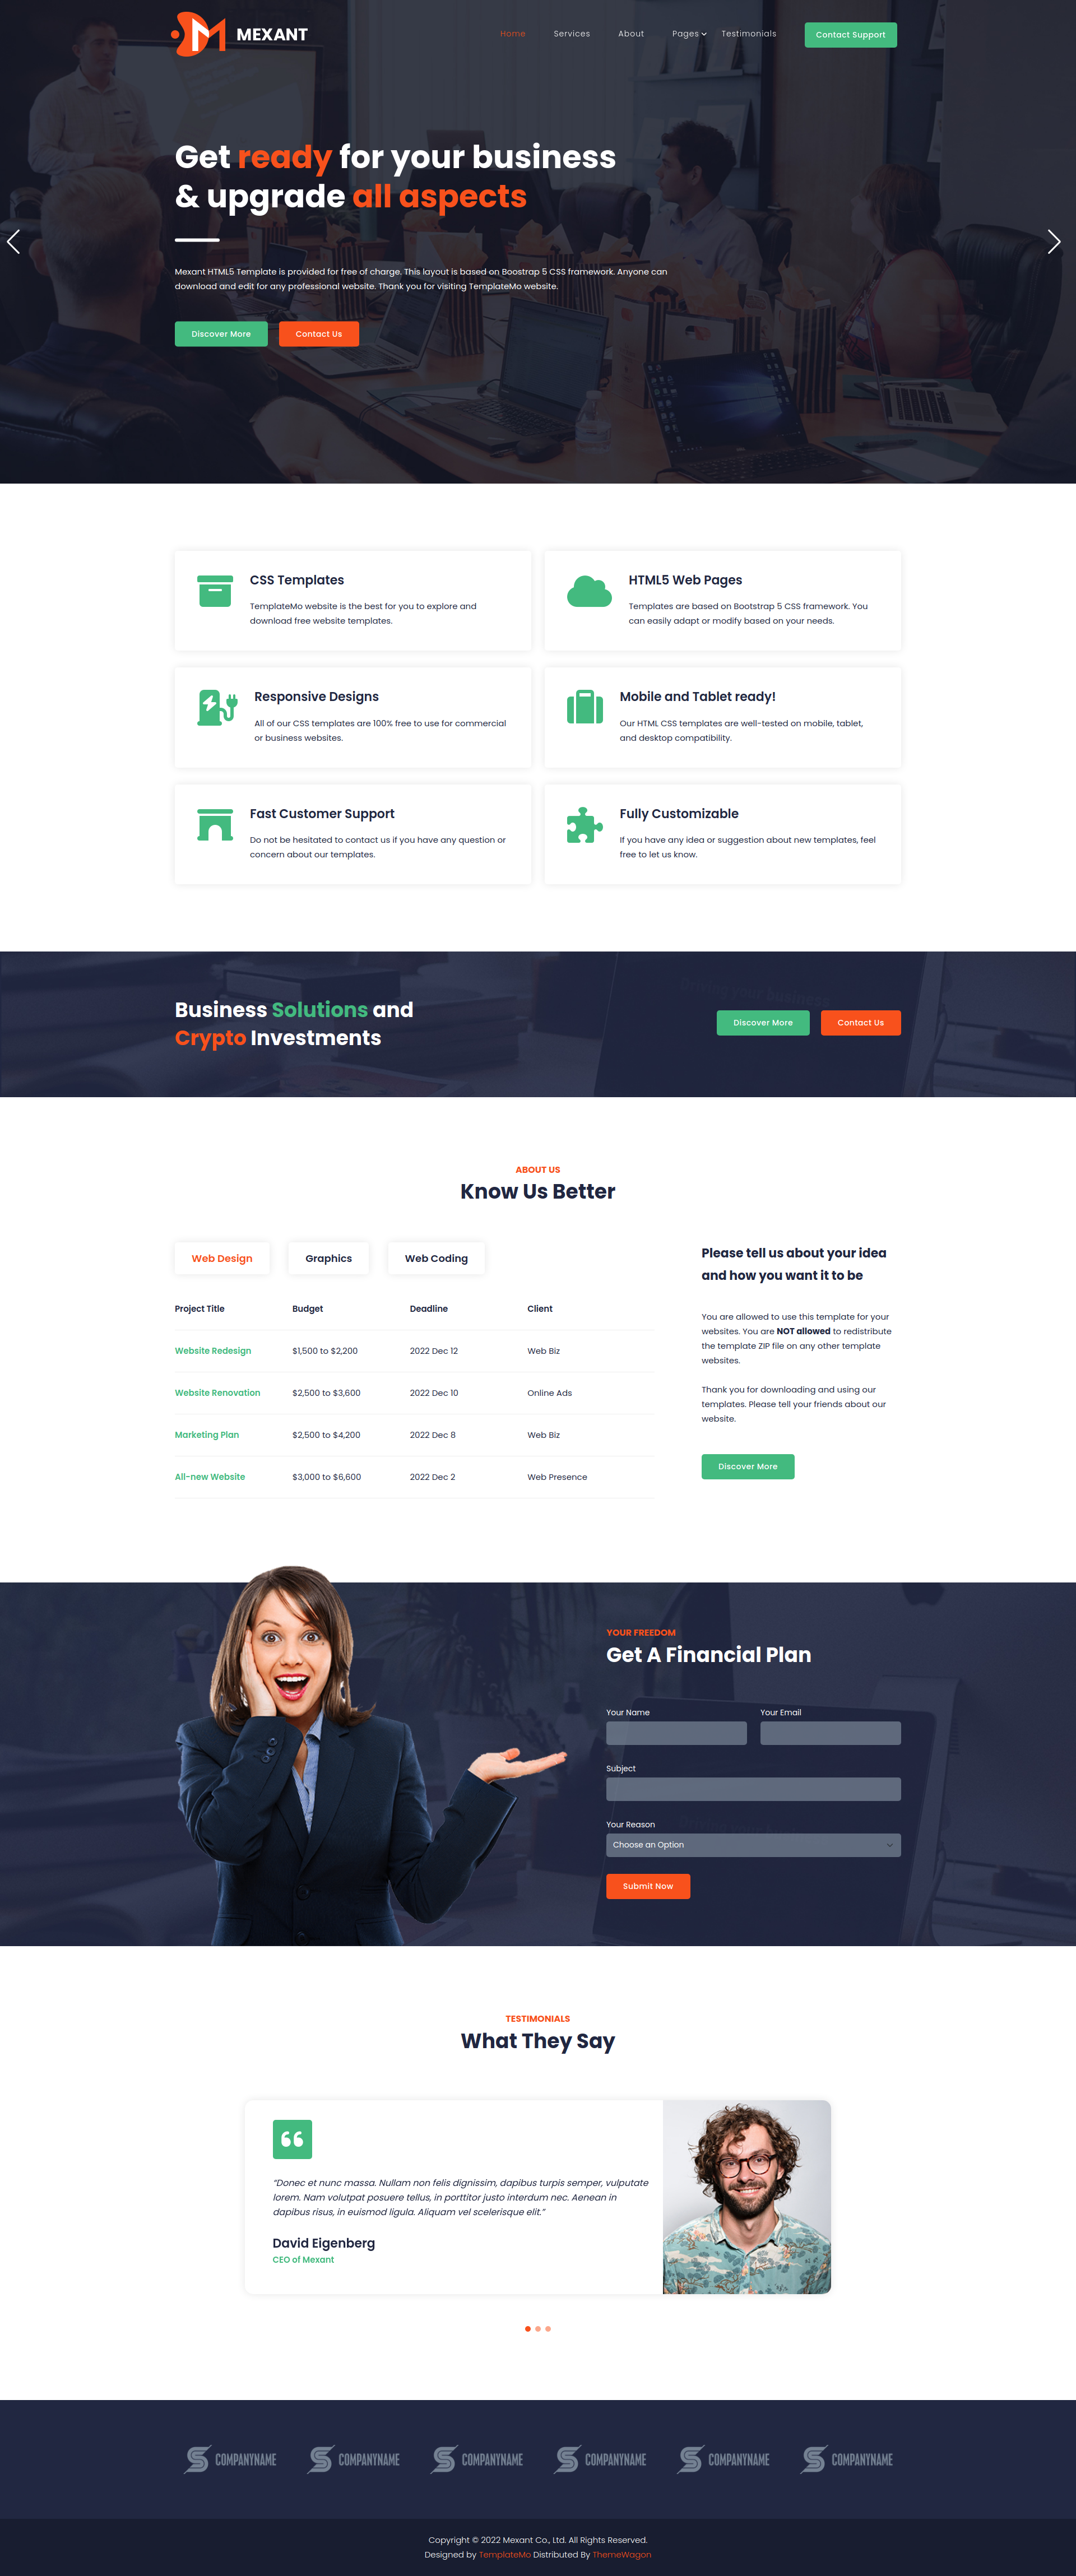 MEXANT
Home
Services
About
Pages
Testimonials
Contact Support
Get ready for your business
& upgrade all aspects
Mexant HTML5 Template is provided for free of charge. This layout is based on Boostrap 5 CSS framework. Anyone can
download and edit for any professional website. Thank you for visiting TemplateMo website.
Discover More
Contact Us
CSS Templates
TemplateMo website is the best for you to explore and
download free website templates.
HTML5 Web Pages
Templates are based on Bootstrap 5 CSS framework. You
can easily adapt or modify based on your needs.
Responsive Designs
All of our CSS templates are 100% free to use for commercial
or business websites.
Mobile and Tablet ready!
Our HTML CSS templates are well-tested on mobile, tablet,
and desktop compatibility.
Fast Customer Support
Do not be hesitated to contact us if you have any question or
concern about our templates.
Fully Customizable
If you have any idea or suggestion about new templates, feel
free to let us know.
Business Solutions and
Crypto Investments
Discover More
Contact Us
ABOUT US
Know Us Better
Web Design
Graphics
Web Coding
Project Title Budget Deadline Client
Website Redesign $1,500 to $2,200 2022 Dec 12 Web Biz
Website Renovation $2,500 to $3,600 2022 Dec 10 Online Ads
Marketing Plan $2,500 to $4,200 2022 Dec 8 Web Biz
All-new Website $3,000 to $6,600 2022 Dec 2 Web Presence
Please tell us about your idea
and how you want it to be
You are allowed to use this template for your
websites. You are NOT allowed to redistribute
the template ZIP file on any other template
websites.
Thank you for downloading and using our
templates. Please tell your friends about our
website.
Discover More
YOUR FREEDOM
Get A Financial Plan
Your Name
Your Email
Subject
Your Reason
Choose an Option
Submit Now
TESTIMONIALS
What They Say
“Donec et nunc massa. Nullam non felis dignissim, dapibus turpis semper, vulputate
lorem. Nam volutpat posuere tellus, in porttitor justo interdum nec. Aenean in
dapibus risus, in euismod ligula. Aliquam vel scelerisque elit.”
David Eigenberg
CEO of Mexant
COMPANYNAME
COMPANYNAME
COMPANYNAME
COMPANYNAME
COMPANYNAME
COMPANYNAME
Copyright © 2022 Mexant Co., Ltd. All Rights Reserved.
Designed by TemplateMo Distributed By ThemeWagon